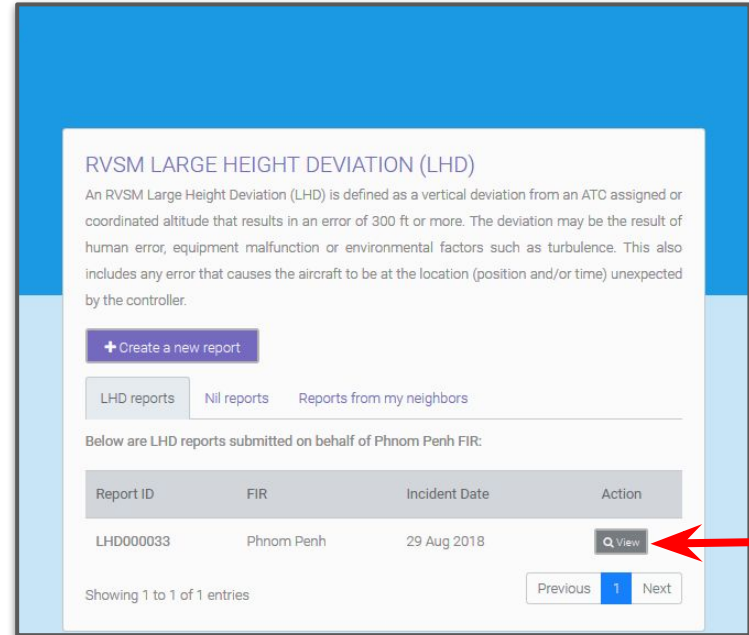 RVSM LARGE HEIGHT DEVIATION (LHD)
An RVSM Large Height Deviation (LHD) is defined as a vertical deviation from an ATC assigned or
coordinated altitude that results in an error of 300 ft or more. The deviation may be the result of
human error, equipment malfunction or environmental factors such as turbulence. This also
includes any error that causes the aircraft to be at the location (position and/or time) unexpected
by the controller.
+ Create a new report
LHD reports Nil reports Reports from my neighbors
Below are LHD reports submitted on behalf of Phnom Penh FIR:
Report ID FIR Incident Date Action
LHD000033 Phnom Penh 29 Aug 2018 View
Showing 1 to 1 of 1 entries Previous 1 Next